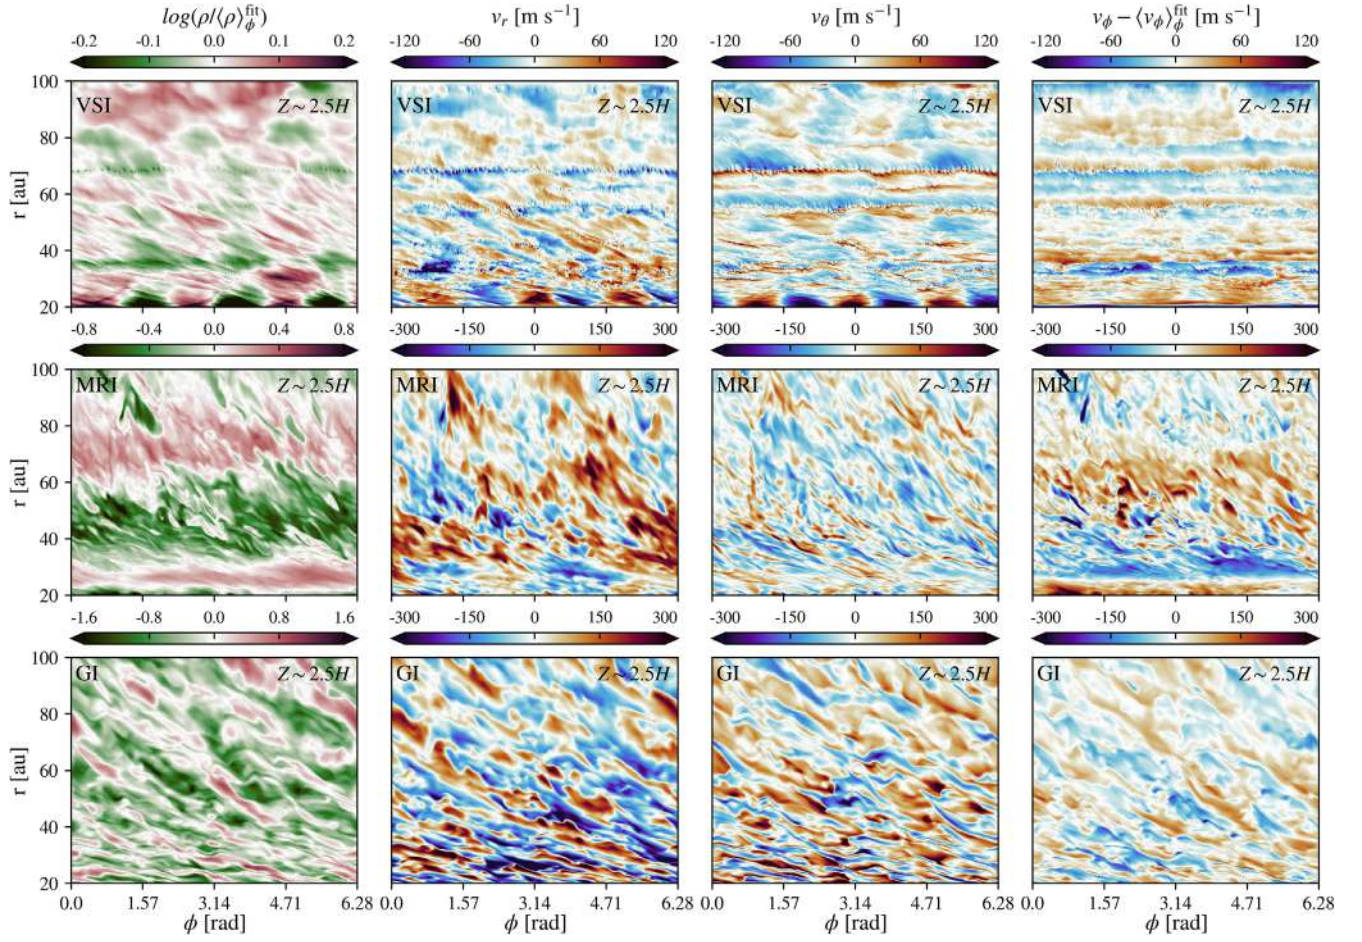 log(ρ/⟨ρ⟩ϕ^fit) v_r [m s⁻¹] v_θ [m s⁻¹] v_ϕ − ⟨v_ϕ⟩ϕ^fit [m s⁻¹]
-0.2 -0.1 0.0 0.1 0.2 -120 -60 0 60 120 -120 -60 0 60 120 -120 -60 0 60 120
100
VSI Z ~ 2.5H VSI Z ~ 2.5H VSI Z ~ 2.5H VSI Z ~ 2.5H
80
r [au]
60
40
20
-0.8 -0.4 0.0 0.4 0.8 -300 -150 0 150 300 -300 -150 0 150 300 -300 -150 0 150 300
100
MRI Z ~ 2.5H MRI Z ~ 2.5H MRI Z ~ 2.5H MRI Z ~ 2.5H
80
r [au]
60
40
20
-1.6 -0.8 0.0 0.8 1.6 -300 -150 0 150 300 -300 -150 0 150 300 -300 -150 0 150 300
100
GI Z ~ 2.5H GI Z ~ 2.5H GI Z ~ 2.5H GI Z ~ 2.5H
80
r [au]
60
40
20
0.0 1.57 3.14 4.71 6.28 0.0 1.57 3.14 4.71 6.28 0.0 1.57 3.14 4.71 6.28 0.0 1.57 3.14 4.71 6.28
ϕ [rad] ϕ [rad] ϕ [rad] ϕ [rad]